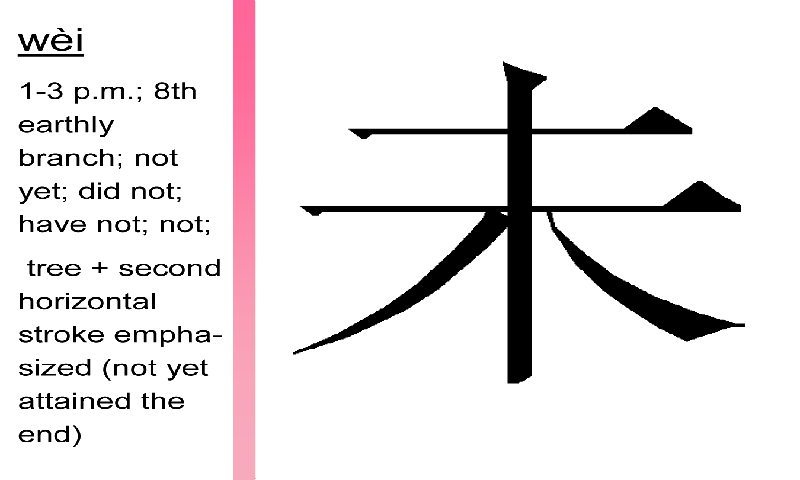 wèi
1-3 p.m.; 8th
earthly
branch; not
yet; did not;
have not; not;
tree + second
horizontal
stroke empha-
sized (not yet
attained the
end)
未